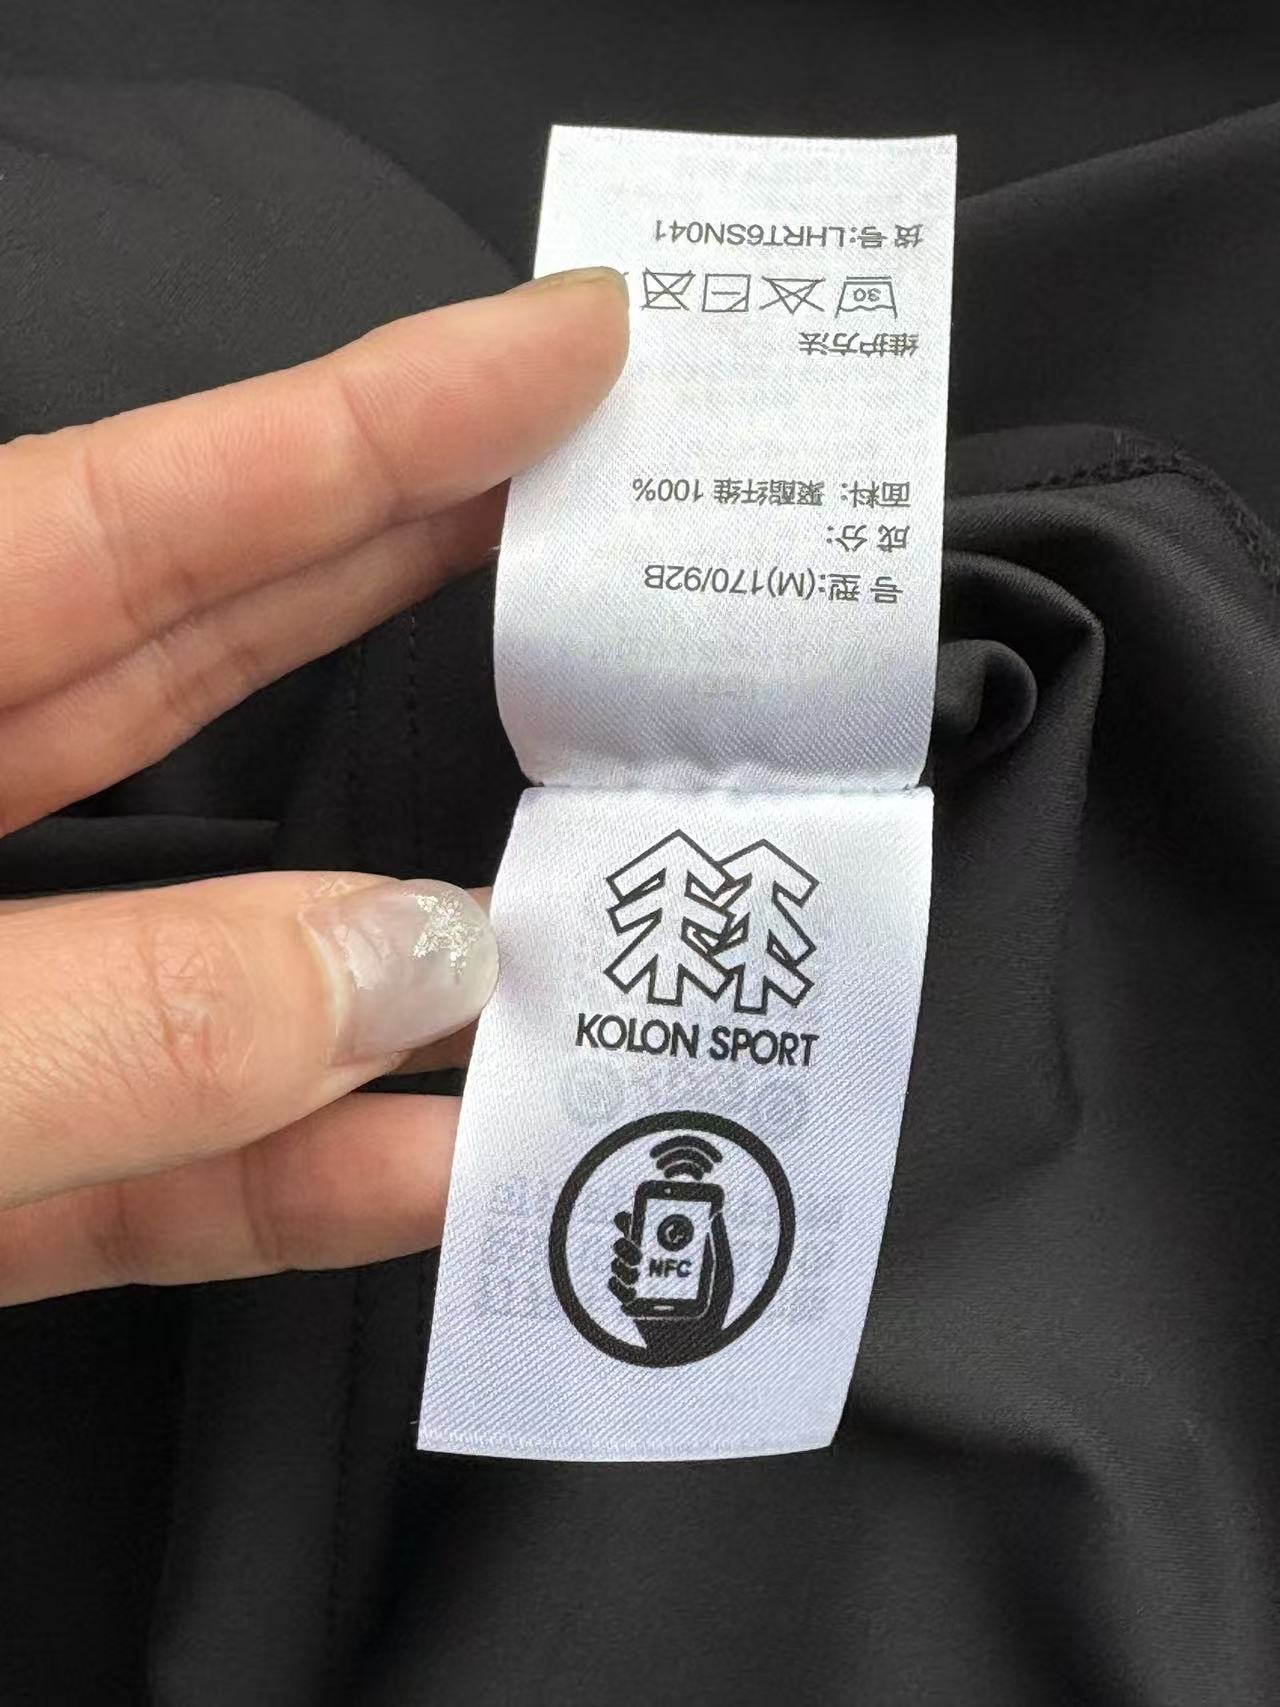 号 型:(M)170/92B
成 分:
面料: 聚酯纤维 100%
维护方法
30
货 号:LHRT6SN041
KOLON SPORT
NFC